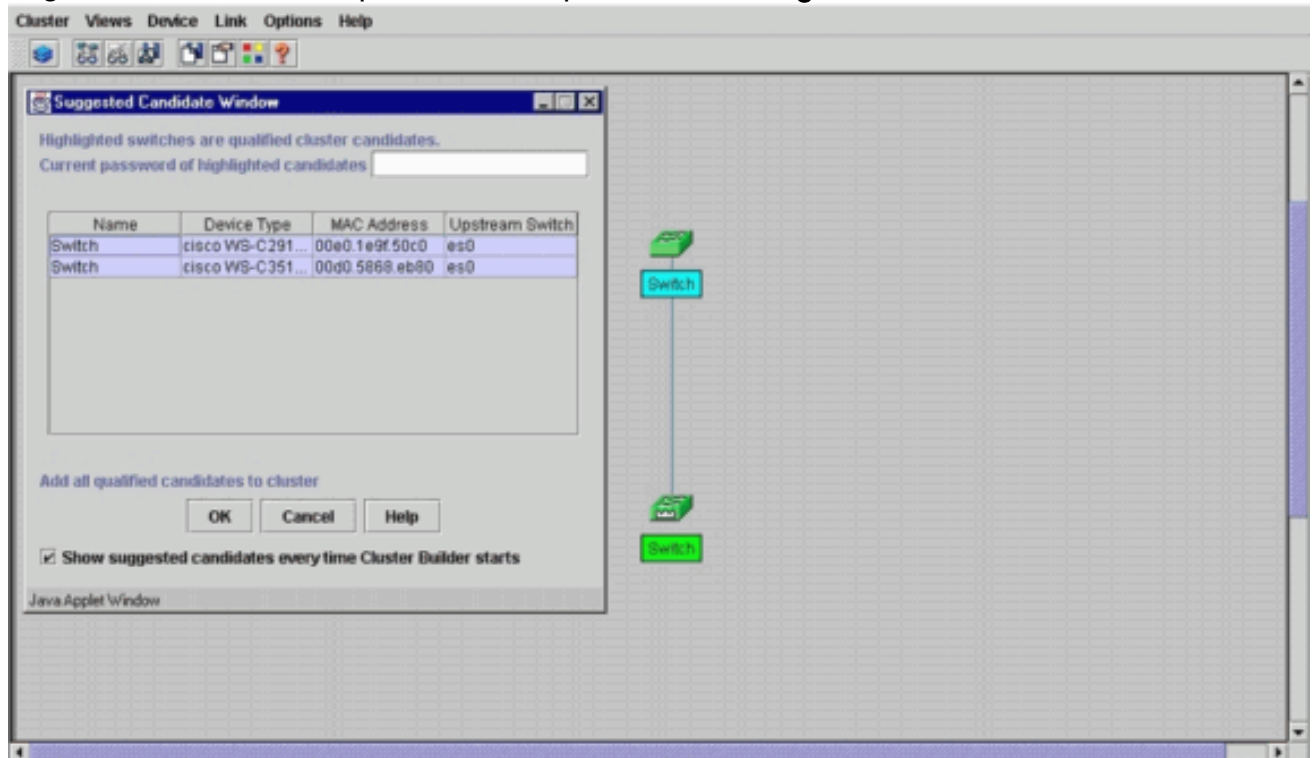 Cluster Views Device Link Options Help
Suggested Candidate Window
Highlighted switches are qualified cluster candidates.
Current password of highlighted candidates
Name Device Type MAC Address Upstream Switch
Switch cisco WS-C291... 00e0.1e9f.50c0 es0
Switch cisco WS-C351... 00d0.5868.eb80 es0
Add all qualified candidates to cluster
OK Cancel Help
Show suggested candidates every time Cluster Builder starts
Java Applet Window
Switch
Switch